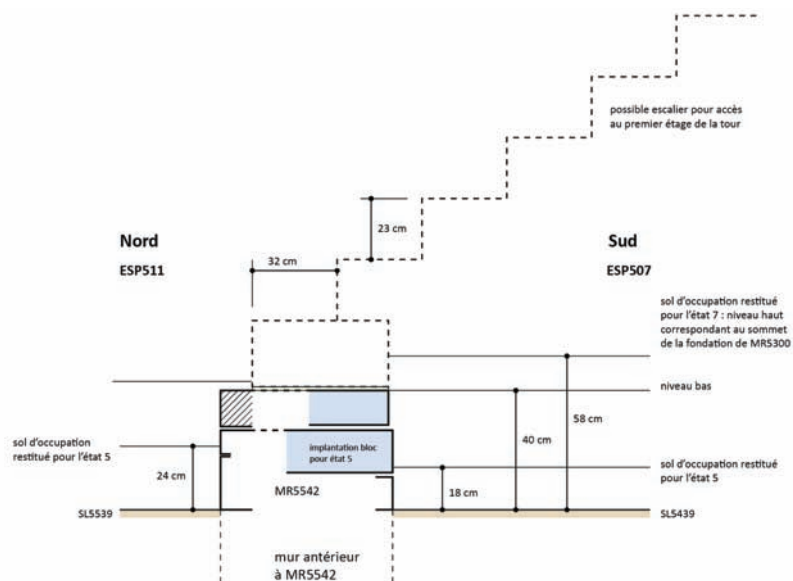 possible escalier pour accès
au premier étage de la tour
23 cm
Nord
ESP511
32 cm
Sud
ESP507
sol d'occupation restitué
pour l'état 7 : niveau haut
correspondant au sommet
de la fondation de MR5300
niveau bas
58 cm
40 cm
sol d'occupation
restitué pour l'état 5
implantation bloc
pour état 5
24 cm
MR5542
18 cm
sol d'occupation restitué
pour l'état 5
SL5539
SL5439
mur antérieur
à MR5542